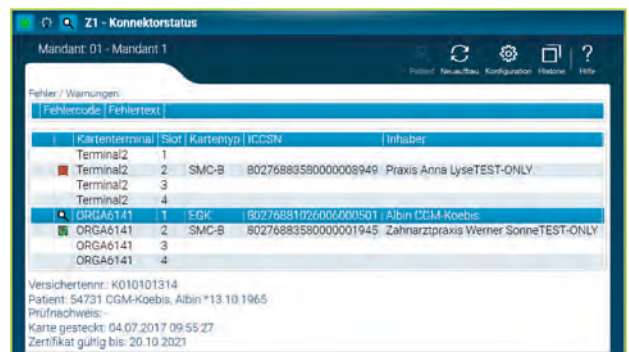 Z1 - Konnektorstatus
Mandant: 01 - Mandant 1
Patient Neuaufbau Konfiguration Historie Hilfe
Fehler / Warnungen:
Fehlercode Fehlertext
Kartenterminal Slot Kartentyp ICCSN Inhaber
Terminal2 1
Terminal2 2 SMC-B 80276883580000008949 Praxis Anna LyseTEST-ONLY
Terminal2 3
Terminal2 4
ORGA6141 1 EGK 80276881026006000501 Albin CGM-Koebis
ORGA6141 2 SMC-B 80276883580000001945 Zahnarztpraxis Werner SonneTEST-ONLY
ORGA6141 3
ORGA6141 4
Versichertennr.: K010101314
Patient: 54731 CGM-Koebis, Albin *13.10.1965
Prüfnachweis: -
Karte gesteckt: 04.07.2017 09:55:27
Zertifikat gültig bis: 20.10.2021